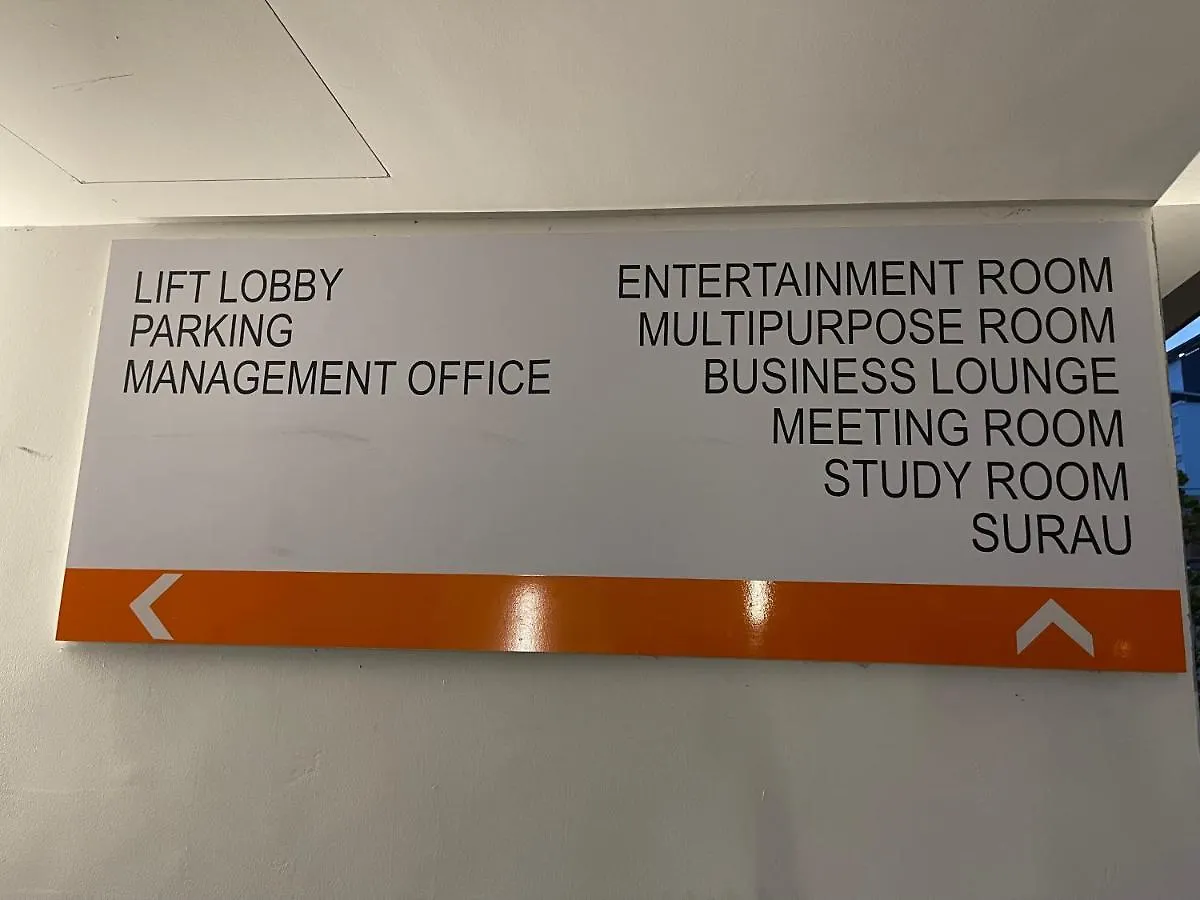 LIFT LOBBY
PARKING
MANAGEMENT OFFICE
ENTERTAINMENT ROOM
MULTIPURPOSE ROOM
BUSINESS LOUNGE
MEETING ROOM
STUDY ROOM
SURAU